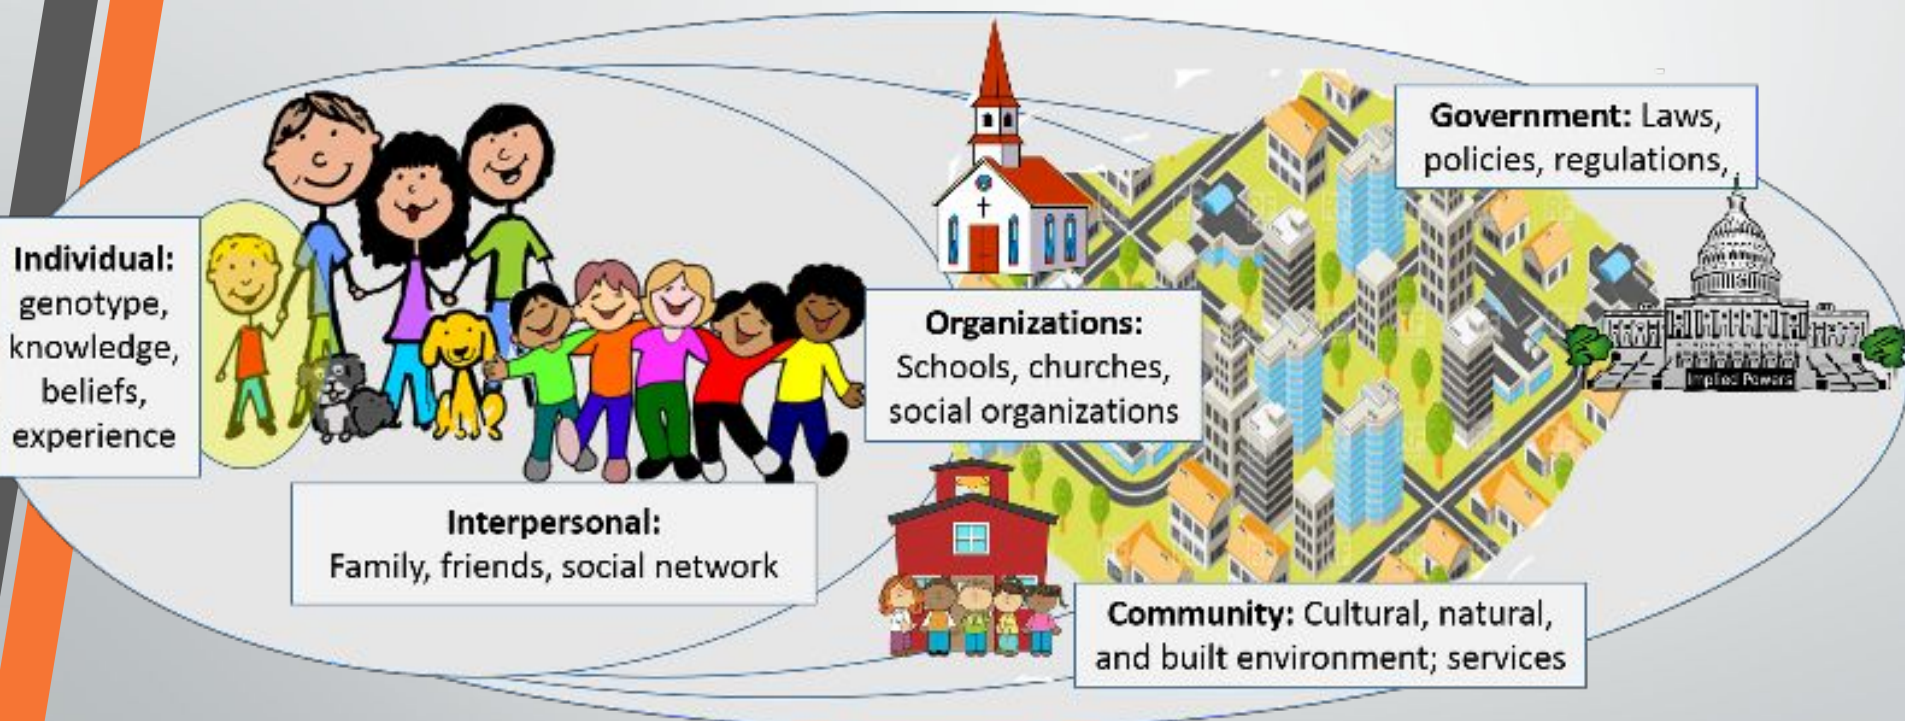 Individual:
genotype,
knowledge,
beliefs,
experience
Interpersonal:
Family, friends, social network
Organizations:
Schools, churches,
social organizations
Community: Cultural, natural,
and built environment; services
Government: Laws,
policies, regulations,
Implied Powers